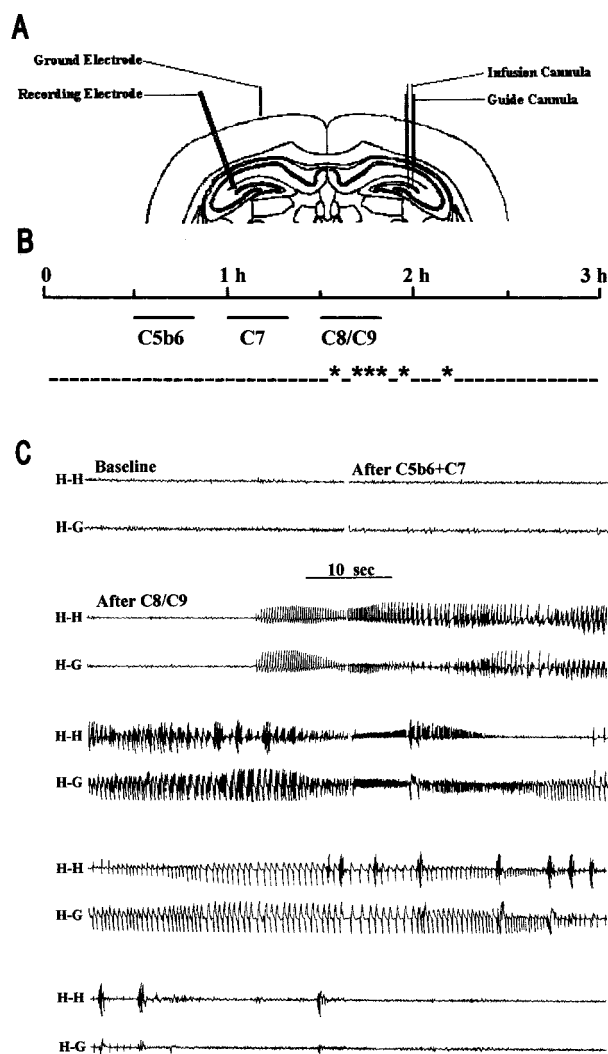 A
Ground Electrode
Recording Electrode
Infusion Cannula
Guide Cannula
B
0 1 h 2 h 3 h
C5b6 C7 C8/C9
* *** * *
C
Baseline After C5b6+C7
H-H
H-G
10 sec
After C8/C9
H-H
H-G
H-H
H-G
H-H
H-G
H-H
H-G